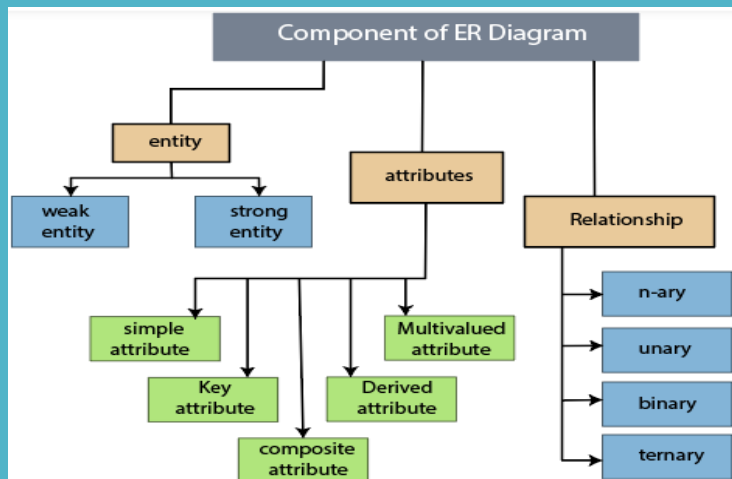 Component of ER Diagram
entity
attributes
Relationship
weak
entity
strong
entity
simple
attribute
Key
attribute
composite
attribute
Derived
attribute
Multivalued
attribute
n-ary
unary
binary
ternary